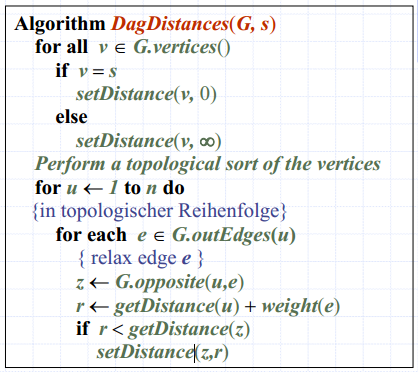 Algorithm DagDistances(G, s)
for all v ∈ G.vertices()
if v = s
setDistance(v, 0)
else
setDistance(v, ∞)
Perform a topological sort of the vertices
for u ← 1 to n do
{in topologischer Reihenfolge}
for each e ∈ G.outEdges(u)
{ relax edge e }
z ← G.opposite(u,e)
r ← getDistance(u) + weight(e)
if r < getDistance(z)
setDistance(z,r)